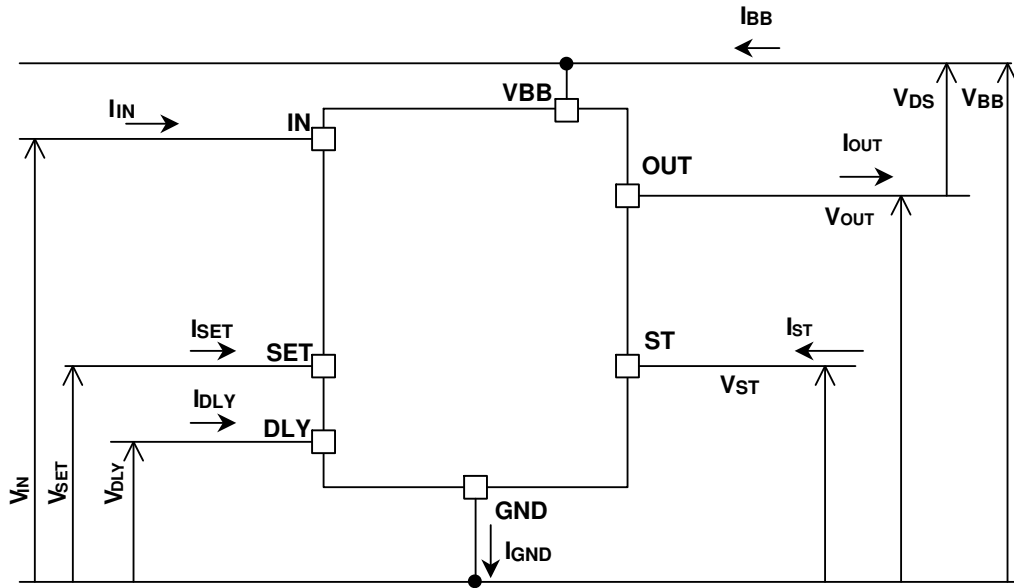 IBB
VBB
VDS
VBB
IIN
IN
IOUT
OUT
VOUT
ISET
SET
IST
ST
VST
IDLY
DLY
VIN
VSET
VDLY
GND
IGND